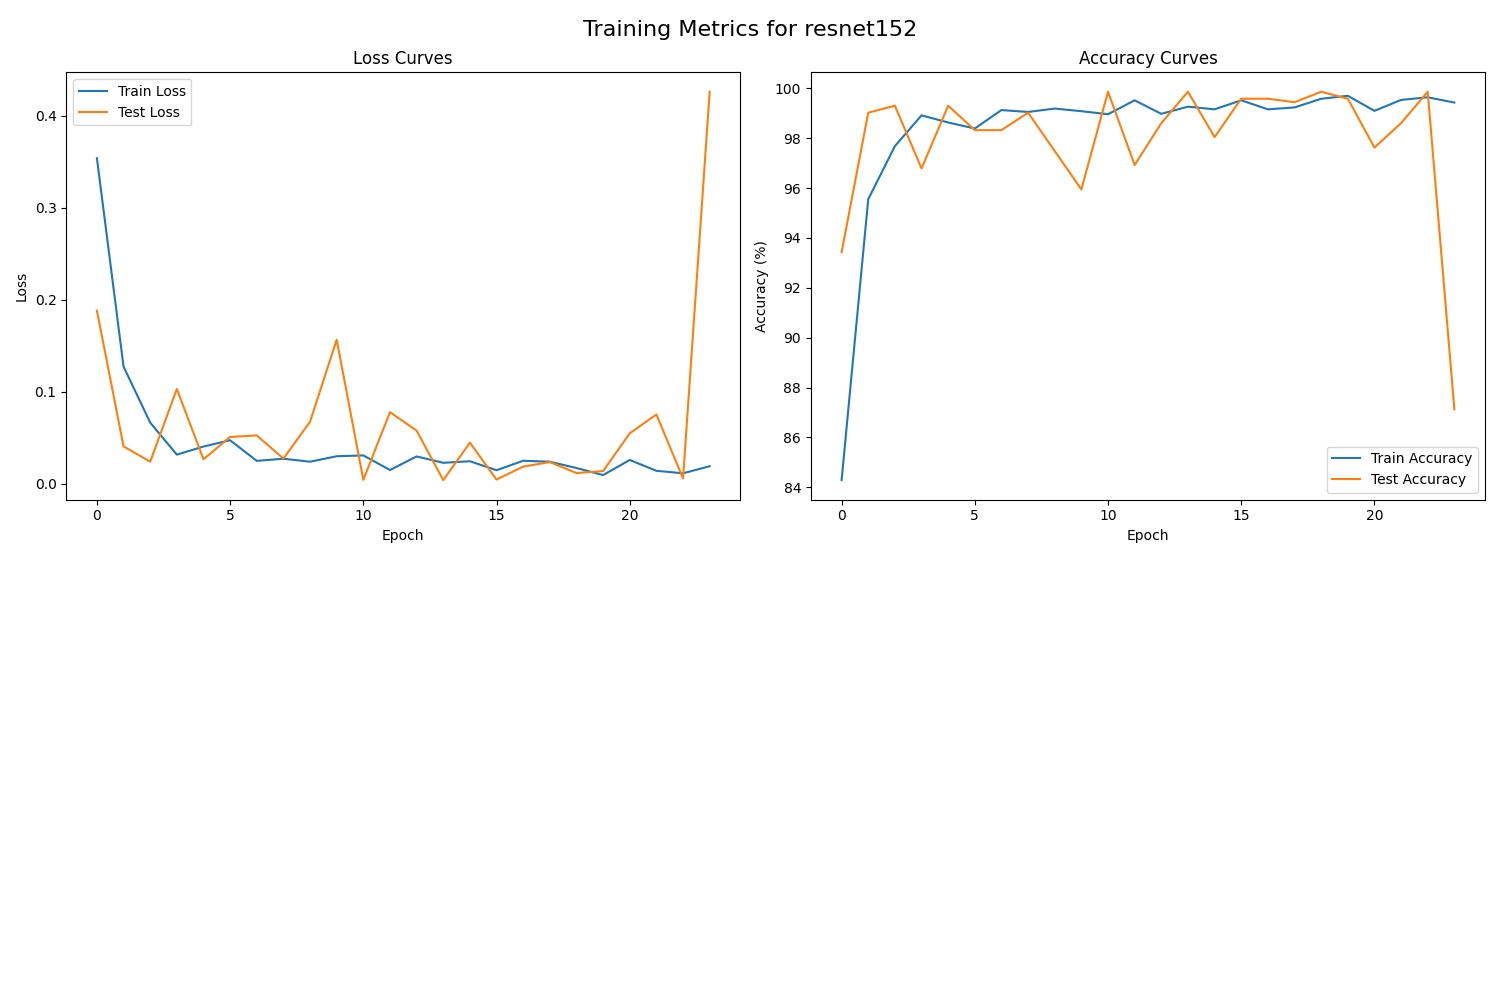 Training Metrics for resnet152
Loss Curves
Train Loss
Test Loss
0.4
0.3
0.2
0.1
0.0
Loss
0 5 10 15 20
Epoch
Accuracy Curves
100
98
96
94
92
90
88
86
84
Accuracy (%)
Train Accuracy
Test Accuracy
0 5 10 15 20
Epoch